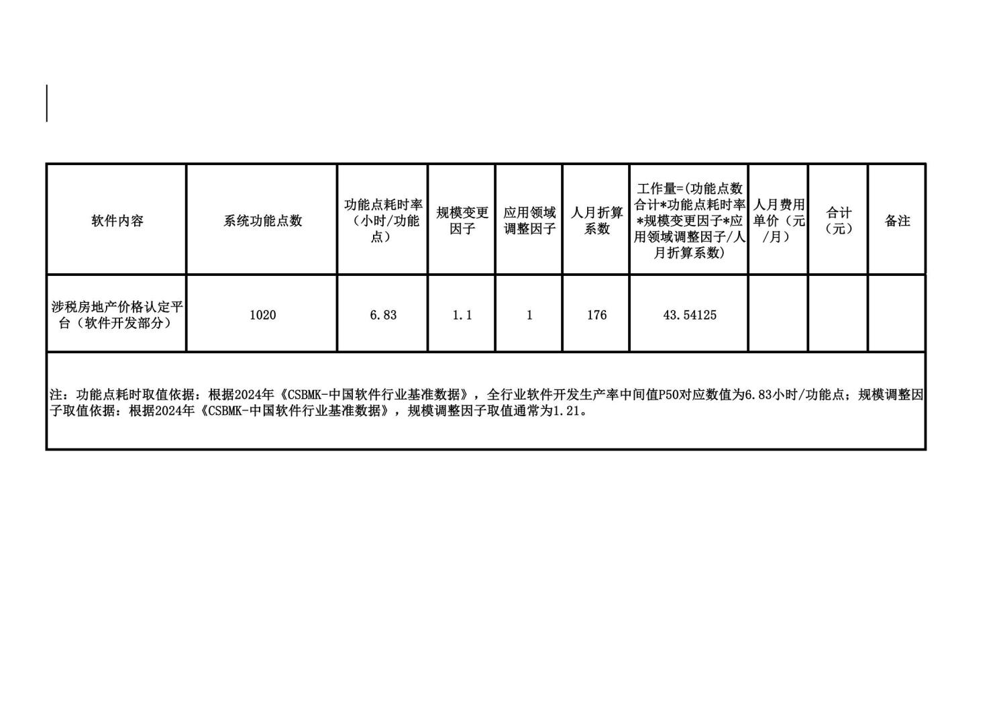 软件内容
系统功能点数
功能点耗时率
（小时/功能
点）
规模变更
因子
应用领域
调整因子
人月折算
系数
工作量=(功能点数
合计*功能点耗时率
*规模变更因子*应
用领域调整因子/人
月折算系数)
人月费用
单价（元
/月）
合计
（元）
备注
涉税房地产价格认定平
台（软件开发部分）
1020
6.83
1.1
1
176
43.54125
注：功能点耗时取值依据：根据2024年《CSBMK-中国软件行业基准数据》，全行业软件开发生产率中间值P50对应数值为6.83小时/功能点；规模调整因
子取值依据：根据2024年《CSBMK-中国软件行业基准数据》，规模调整因子取值通常为1.21。